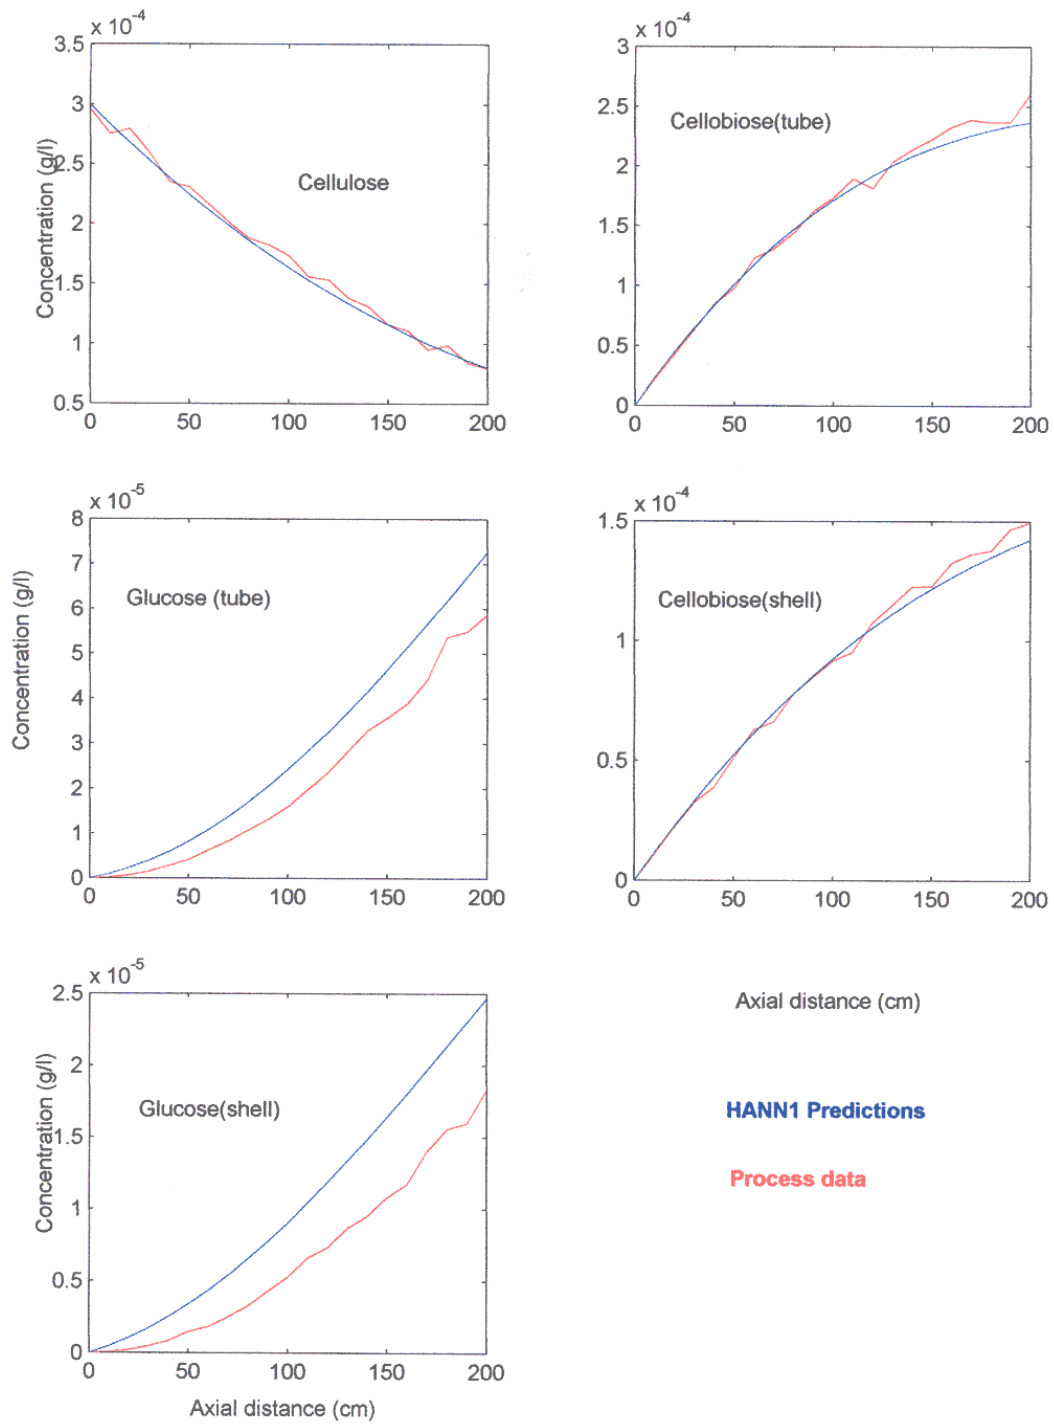 x 10-4
3.5
3
2.5
2
1.5
1
0.5
Concentration (g/l)
Cellulose
0 50 100 150 200
x 10-4
3
2.5
2
1.5
1
0.5
0
Cellobiose(tube)
0 50 100 150 200
x 10-5
8
7
6
5
4
3
2
1
0
Concentration (g/l)
Glucose (tube)
0 50 100 150 200
x 10-4
1.5
1
0.5
0
Cellobiose(shell)
0 50 100 150 200
x 10-5
2.5
2
1.5
1
0.5
0
Concentration (g/l)
Glucose(shell)
0 50 100 150 200
Axial distance (cm)
Axial distance (cm)
HANN1 Predictions
Process data